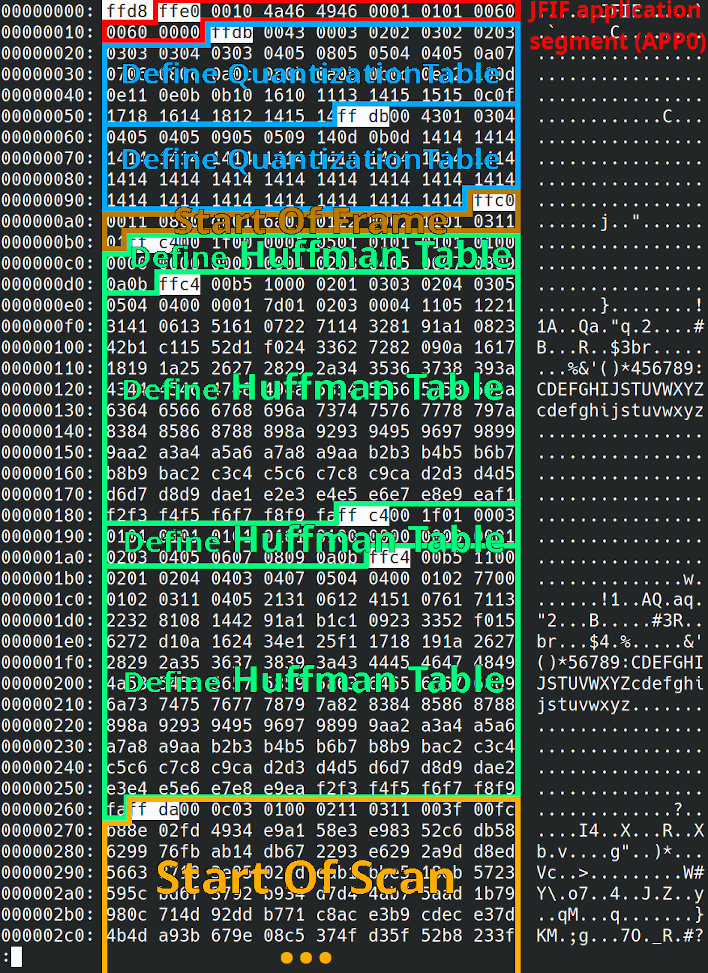 00000000: ffd8 ffe0 0010 4a46 4946 0001 0101 0060
JFIF application
00000010: 0060 0000 ffdb 0043 0003 0202 0302 0203
segment (APP0)
00000020: 0303 0304 0303 0405 0805 0504 0405 0a07
00000030:
Define Quantization Table
00000040: 0e11 0e0b 0b10 1610 1113 1415 1515 0c0f
00000050: 1718 1614 1812 1415 14ff db00 4301 0304 C...
00000060: 0405 0405 0905 0509 140d 0b0d 1414 1414
00000070:
Define Quantization Table
00000080: 1414 1414 1414 1414 1414 1414 1414 1414
00000090: 1414 1414 1414 1414 1414 1414 1414 ffc0
000000a0: 0311
Start Of Frame
000000b0:
Define Huffman Table
000000c0:
000000d0: 0a0b ffc4 00b5 1000 0201 0303 0204 0305
000000e0: 0504 0400 0001 7d01 0203 0004 1105 1221 ......}........!
000000f0: 3141 0613 5161 0722 7114 3281 91a1 0823 1A..Qa."q.2....#
00000100: 42b1 c115 52d1 f024 3362 7282 090a 1617 B...R..$3br.....
00000110: 1819 1a25 2627 2829 2a34 3536 3738 393a ...%&'()*456789:
00000120: CDEFGHIJSTUVWXYZ
Define Huffman Table
00000130: 6364 6566 6768 696a 7374 7576 7778 797a cdefghijstuvwxyz
00000140: 8384 8586 8788 898a 9293 9495 9697 9899 ................
00000150: 9aa2 a3a4 a5a6 a7a8 a9aa b2b3 b4b5 b6b7 ................
00000160: b8b9 bac2 c3c4 c5c6 c7c8 c9ca d2d3 d4d5 ................
00000170: d6d7 d8d9 dae1 e2e3 e4e5 e6e7 e8e9 eaf1 ................
00000180: f2f3 f4f5 f6f7 f8f9 faff c400 1f01 0003 ................
00000190:
Define Huffman Table
000001a0: 0203 0405 0607 0809 0a0b ffc4 00b5 1100 ................
000001b0: 0201 0204 0403 0407 0504 0400 0102 7700 ..............w.
000001c0: 0102 0311 0405 2131 0612 4151 0761 7113 ......!1..AQ.aq.
000001d0: 2232 8108 1442 91a1 b1c1 0923 3352 f015 "2...B.....#3R..
000001e0: 6272 d10a 1624 34e1 25f1 1718 191a 2627 br...$4.%.....&'
000001f0: 2829 2a35 3637 3839 3a43 4445 4647 4849 ()*56789:CDEFGHI
00000200: JSTUVWXYZcdefghi
Define Huffman Table
00000210: 6a73 7475 7677 7879 7a82 8384 8586 8788 jstuvwxyz.......
00000220: 898a 9293 9495 9697 9899 9aa2 a3a4 a5a6 ................
00000230: a7a8 a9aa b2b3 b4b5 b6b7 b8b9 bac2 c3c4 ................
00000240: c5c6 c7c8 c9ca d2d3 d4d5 d6d7 d8d9 dae2 ................
00000250: e3e4 e5e6 e7e8 e9ea f2f3 f4f5 f6f7 f8f9 ................
00000260: faff da00 0c03 0100 0211 0311 003f 00fc .............?..
00000270: b88e 02fd 4934 e9a1 58e3 e983 52c6 db58 ....I4..X...R..X
00000280: 6299 76fb ab14 db67 2293 e629 2a9d d8ed b.v....g"..)*...
00000290: 5663 5723 Vc..>.........W#
Start Of Scan
000002a0: 595c 1b79
000002b0: 980c 714d 92dd b771 c8ac e3b9 cdec e37d ..qM...q.......}
000002c0: 4b4d a93b 679e 08c5 374f d35f 52b8 233f KM.;g...7O._R.#?
:
...